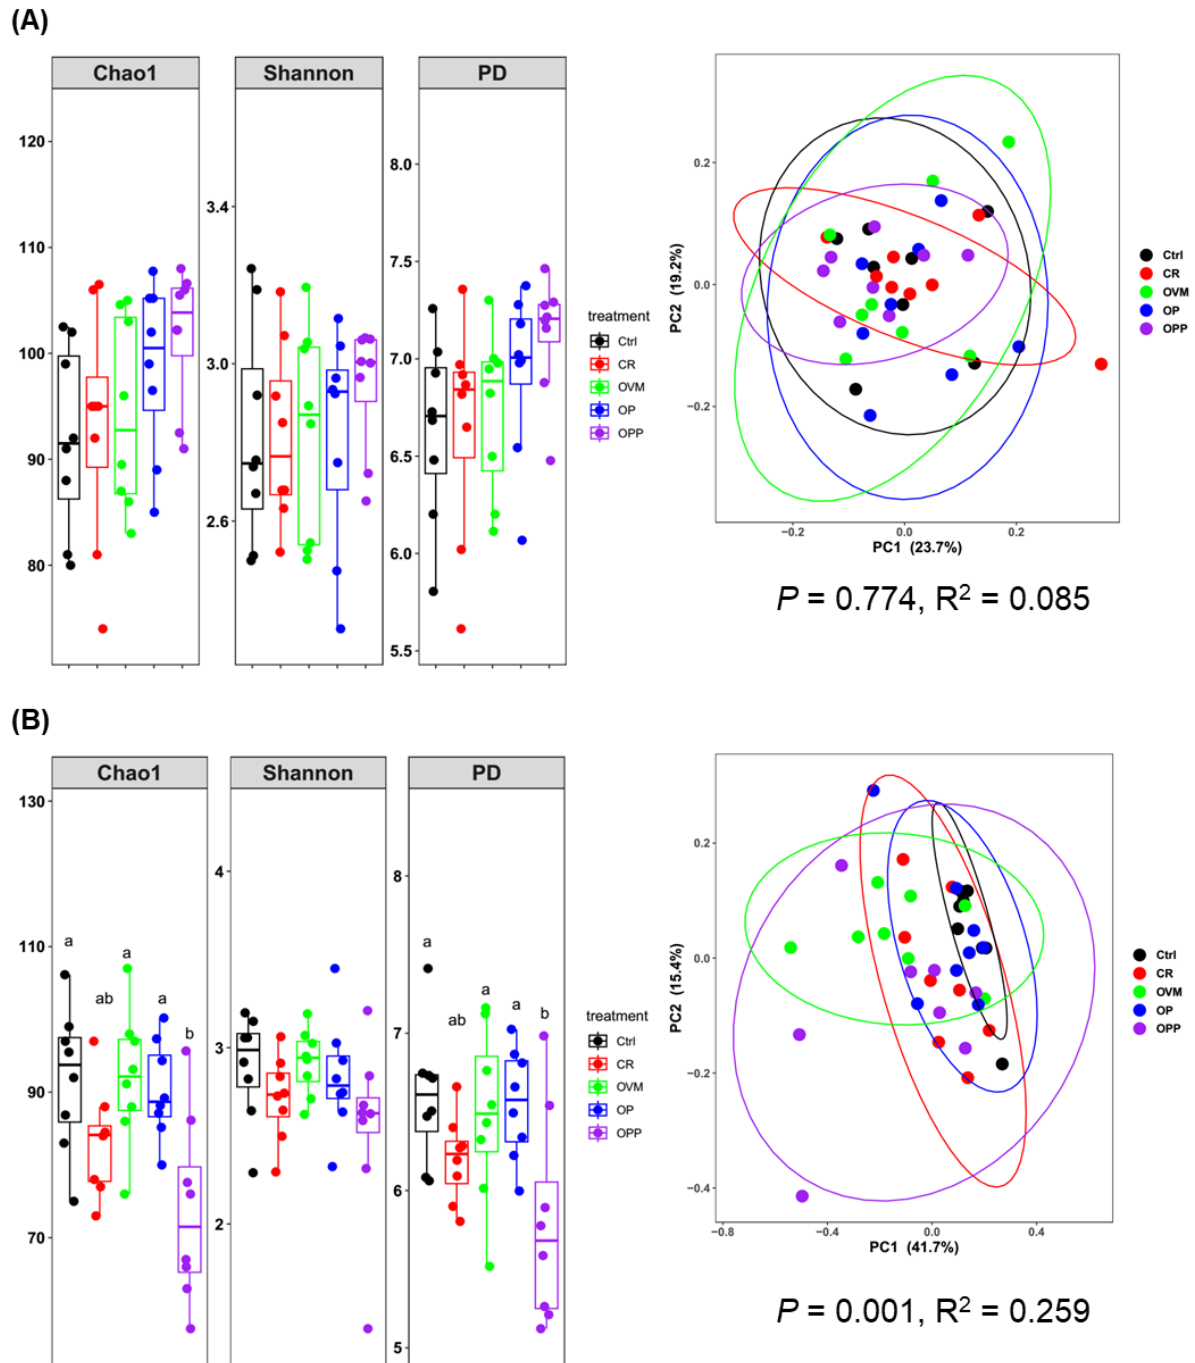 (A)
Chao1 Shannon PD
120
110
100
90
80
3.4
3.0
2.6
8.0
7.5
7.0
6.5
6.0
5.5
treatment
Ctrl
CR
OVM
OP
OPP
PC2 (19.2%)
0.2
0.0
−0.2
−0.2 0.0 0.2
PC1 (23.7%)
Ctrl
CR
OVM
OP
OPP
P = 0.774, R² = 0.085
(B)
Chao1 Shannon PD
130
110
90
70
a ab a a b
4
3
2
8
7
6
5
a ab a a b
treatment
Ctrl
CR
OVM
OP
OPP
PC2 (15.4%)
0.2
0.0
−0.2
−0.4
−0.8 −0.4 0.0 0.4
PC1 (41.7%)
Ctrl
CR
OVM
OP
OPP
P = 0.001, R² = 0.259